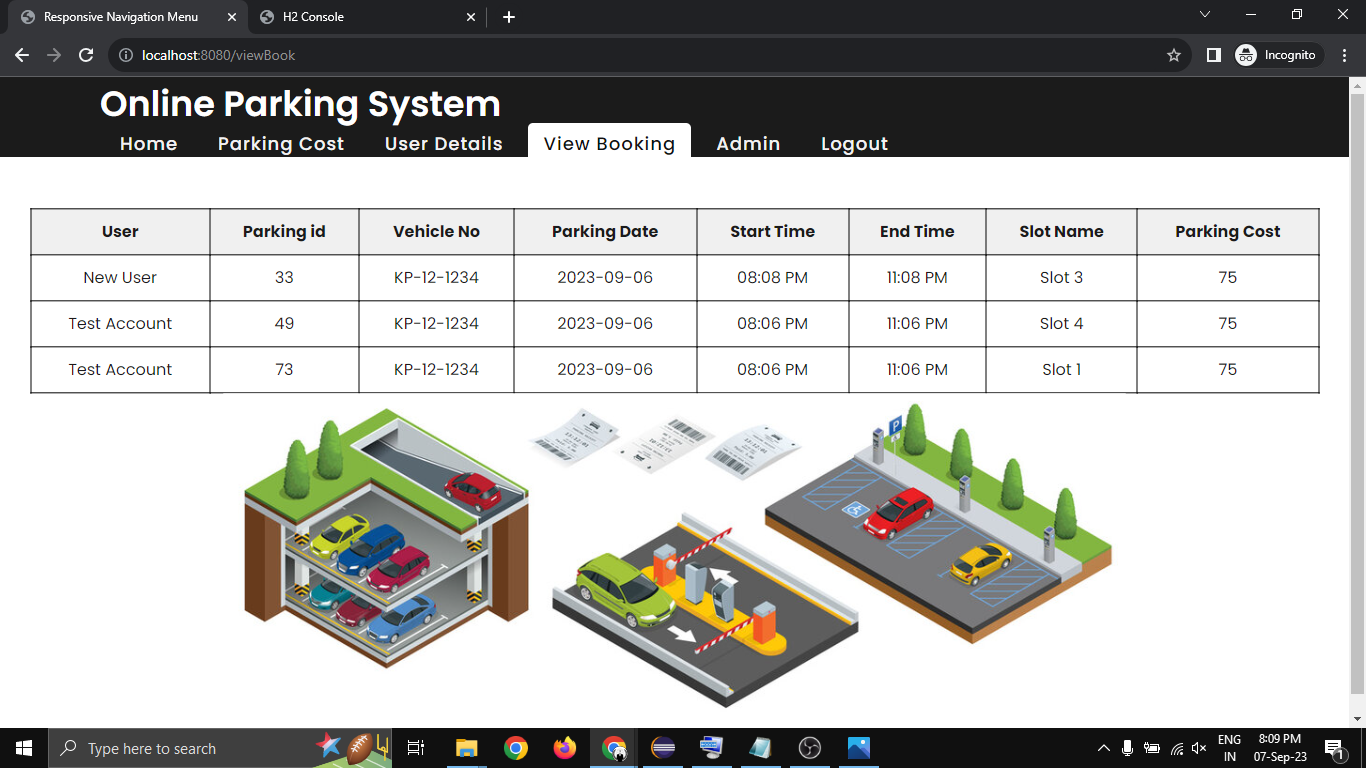 Responsive Navigation Menu
H2 Console
localhost:8080/viewBook
Incognito
Online Parking System
Home Parking Cost User Details View Booking Admin Logout
User Parking id Vehicle No Parking Date Start Time End Time Slot Name Parking Cost
New User 33 KP-12-1234 2023-09-06 08:08 PM 11:08 PM Slot 3 75
Test Account 49 KP-12-1234 2023-09-06 08:06 PM 11:06 PM Slot 4 75
Test Account 73 KP-12-1234 2023-09-06 08:06 PM 11:06 PM Slot 1 75
P
Type here to search
ENG
IN
8:09 PM
07-Sep-23
1